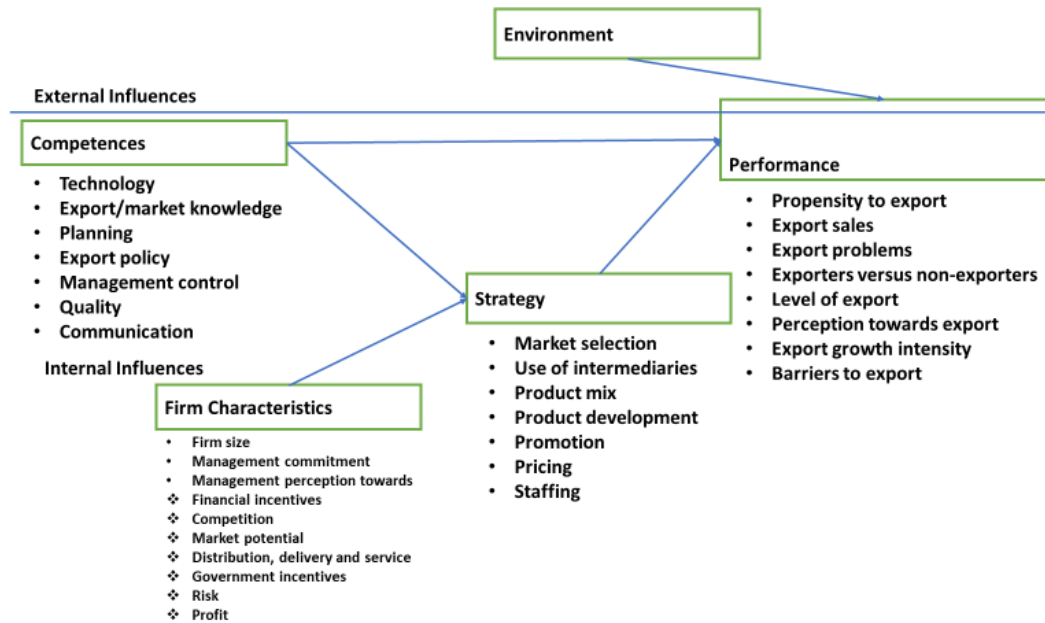 Environment
External Influences
Competences
• Technology
• Export/market knowledge
• Planning
• Export policy
• Management control
• Quality
• Communication
Performance
• Propensity to export
• Export sales
• Export problems
• Exporters versus non-exporters
• Level of export
• Perception towards export
• Export growth intensity
• Barriers to export
Strategy
• Market selection
• Use of intermediaries
• Product mix
• Product development
• Promotion
• Pricing
• Staffing
Internal Influences
Firm Characteristics
• Firm size
• Management commitment
• Management perception towards
❖ Financial incentives
❖ Competition
❖ Market potential
❖ Distribution, delivery and service
❖ Government incentives
❖ Risk
❖ Profit